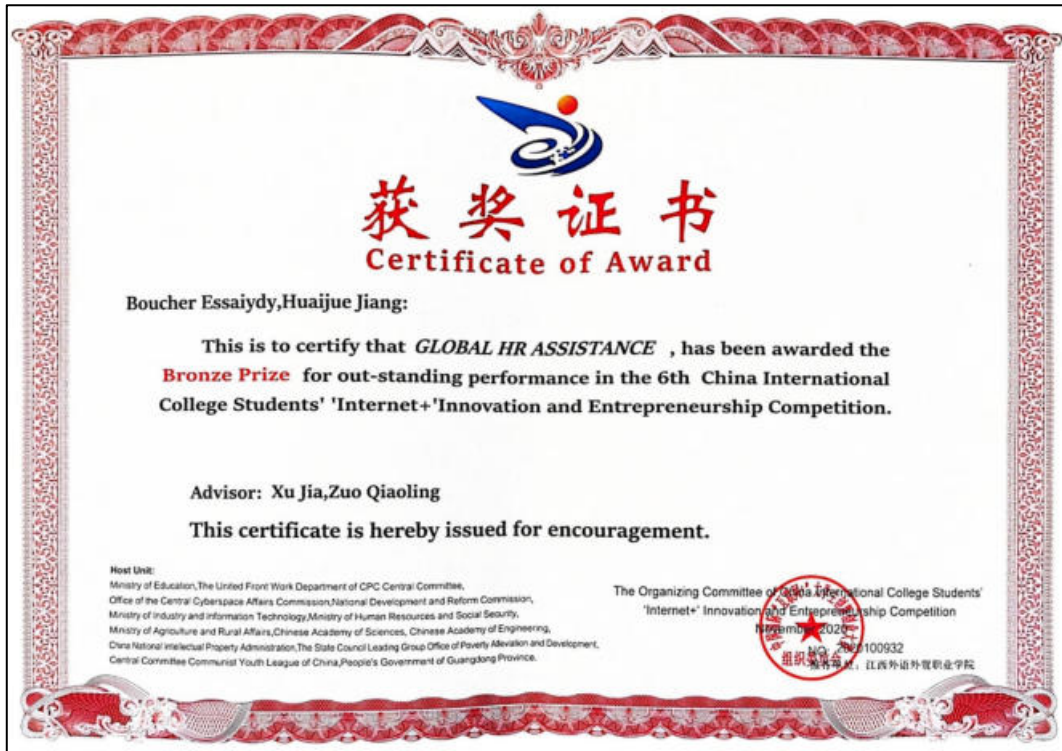 获奖证书
Certificate of Award
Boucher Essaiydy,Huaijue Jiang:
This is to certify that GLOBAL HR ASSISTANCE , has been awarded the
Bronze Prize for out-standing performance in the 6th China International
College Students' 'Internet+'Innovation and Entrepreneurship Competition.
Advisor: Xu Jia,Zuo Qiaoling
This certificate is hereby issued for encouragement.
Host Unit:
Ministry of Education,The United Front Work Department of CPC Central Committee,
Office of the Central Cyberspace Affairs Commission,National Development and Reform Commission,
Ministry of Industry and Information Technology,Ministry of Human Resources and Social Security,
Ministry of Agriculture and Rural Affairs,Chinese Academy of Sciences, Chinese Academy of Engineering,
China National Intellectual Property Administration,The State Council Leading Group Office of Poverty Alleviation and Development,
Central Committee Communist Youth League of China,People's Government of Guangdong Province.
The Organizing Committee of China International College Students'
'Internet+' Innovation and Entrepreneurship Competition
November 2020
NO: 2020100932
江西外语外贸职业学院